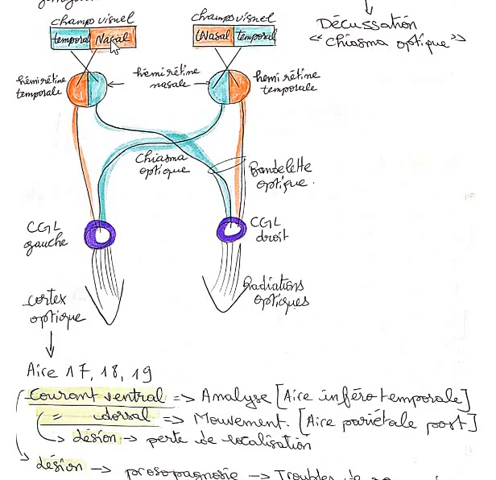 champ visuel
champ visuel
temporal Nasal
Nasal temporal
Décussation
"chiasma optique"
hémirétine
temporale
hémirétine
nasale
hémirétine
temporale
Chiasma
optique
Bandelette
optique.
CGL
gauche
CGL
droit
Radiations
optiques
cortex
optique
Aire 17, 18, 19
Courant ventral => Analyse [Aire inféro temporale]
= dorsal => Mouvement. [Aire pariétale post]
↳ lésion → perte de localisation
lésion → prosopagnosie → Troubles de